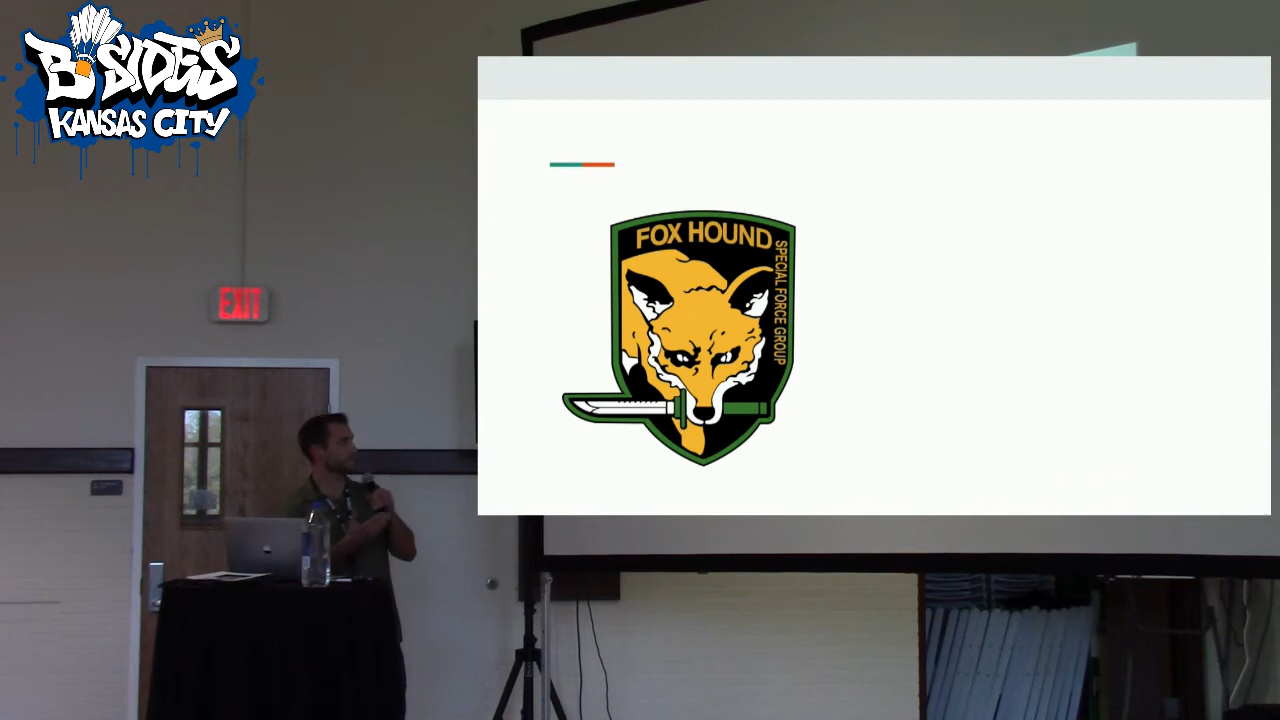 B·SIDES
KANSAS CITY
EXIT
FOX HOUND
SPECIAL FORCE GROUP